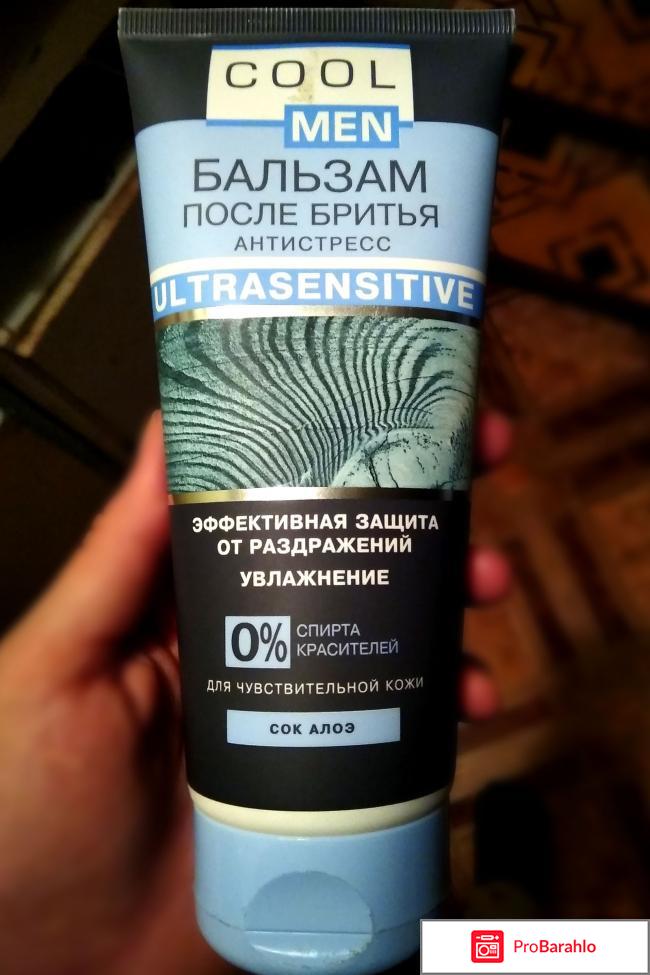 COOL
MEN
БАЛЬЗАМ
ПОСЛЕ БРИТЬЯ
АНТИСТРЕСС
ULTRASENSITIVE
ЭФФЕКТИВНАЯ ЗАЩИТА
ОТ РАЗДРАЖЕНИЙ
УВЛАЖНЕНИЕ
0% СПИРТА
КРАСИТЕЛЕЙ
ДЛЯ ЧУВСТВИТЕЛЬНОЙ КОЖИ
СОК АЛОЭ
ProBarahlo